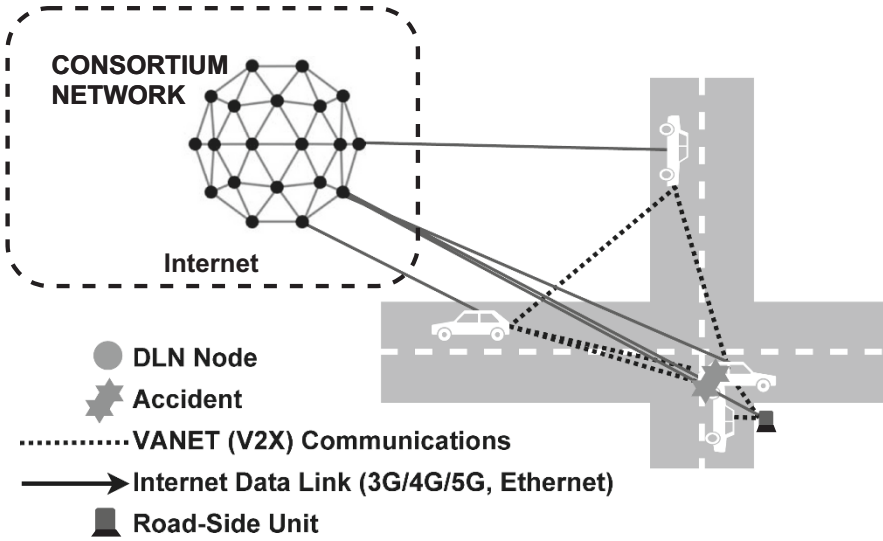 CONSORTIUM
NETWORK
Internet
DLN Node
Accident
VANET (V2X) Communications
Internet Data Link (3G/4G/5G, Ethernet)
Road-Side Unit